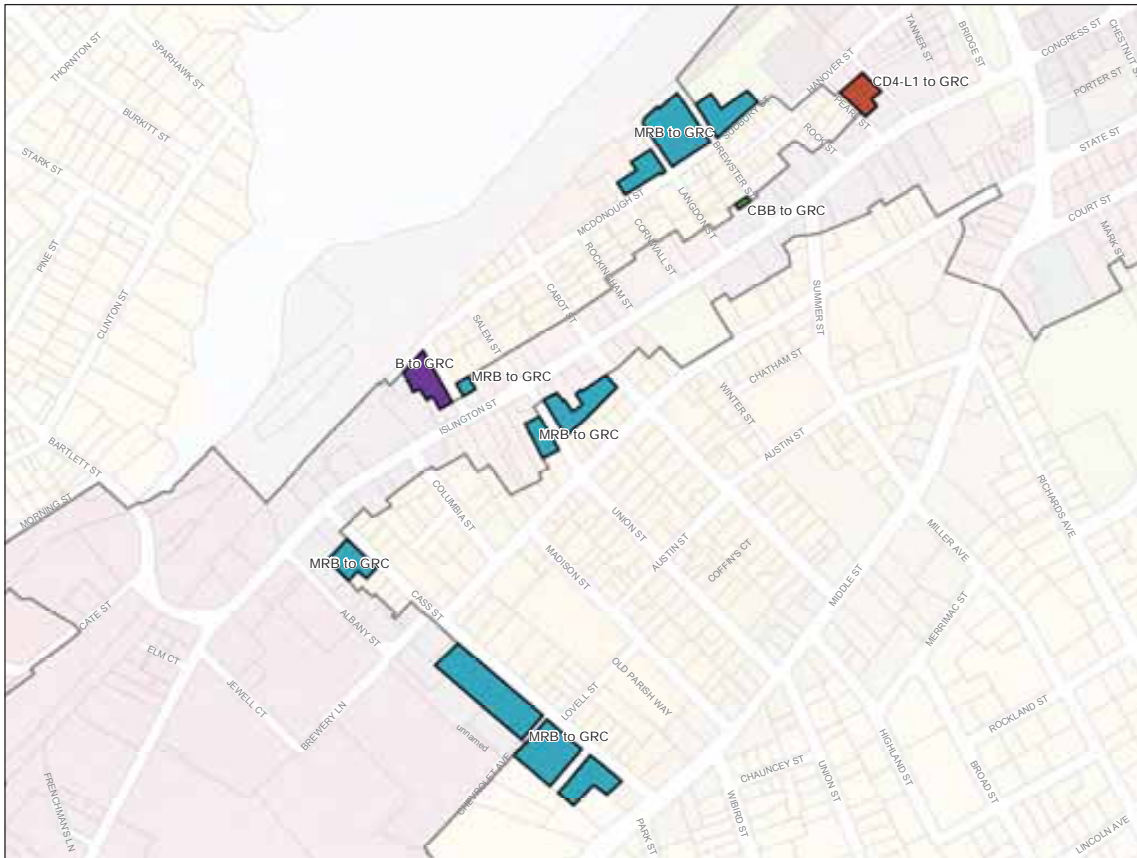 THORNTON ST
SPARHAWK ST
TANNER ST
BRIDGE ST
CONGRESS ST
CHESTNUT ST
HANOVER ST
CD4-L1 to GRC
PORTER ST
BURKITT ST
PEARL ST
SUDBURY ST
MRB to GRC
ROCK ST
STATE ST
STARK ST
BREWSTER ST
LANGDON ST
CBB to GRC
COURT ST
MCDONOUGH ST
MARK ST
CORNWALL ST
PINE ST
ROCKINGHAM ST
CABOT ST
SUMMER ST
CLINTON ST
SALEM ST
B to GRC
MRB to GRC
CHATHAM ST
ISLINGTON ST
WINTER ST
MRB to GRC
AUSTIN ST
BARTLETT ST
MORNING ST
COLUMBIA ST
UNION ST
RICHARDS AVE
MILLER AVE
AUSTIN ST
COFFIN'S CT
MADISON ST
MRB to GRC
MIDDLE ST
CATE ST
CASS ST
MERRIMAC ST
ALBANY ST
ELM CT
OLD PARISH WAY
JEWELL CT
LOVELL ST
BREWERY LN
unnamed
MRB to GRC
ROCKLAND ST
HIGHLAND ST
CHEVROLET AVE
CHAUNCEY ST
UNION ST
BROAD ST
WIBIRD ST
PARK ST
FRENCHMAN'S LN
LINCOLN AVE